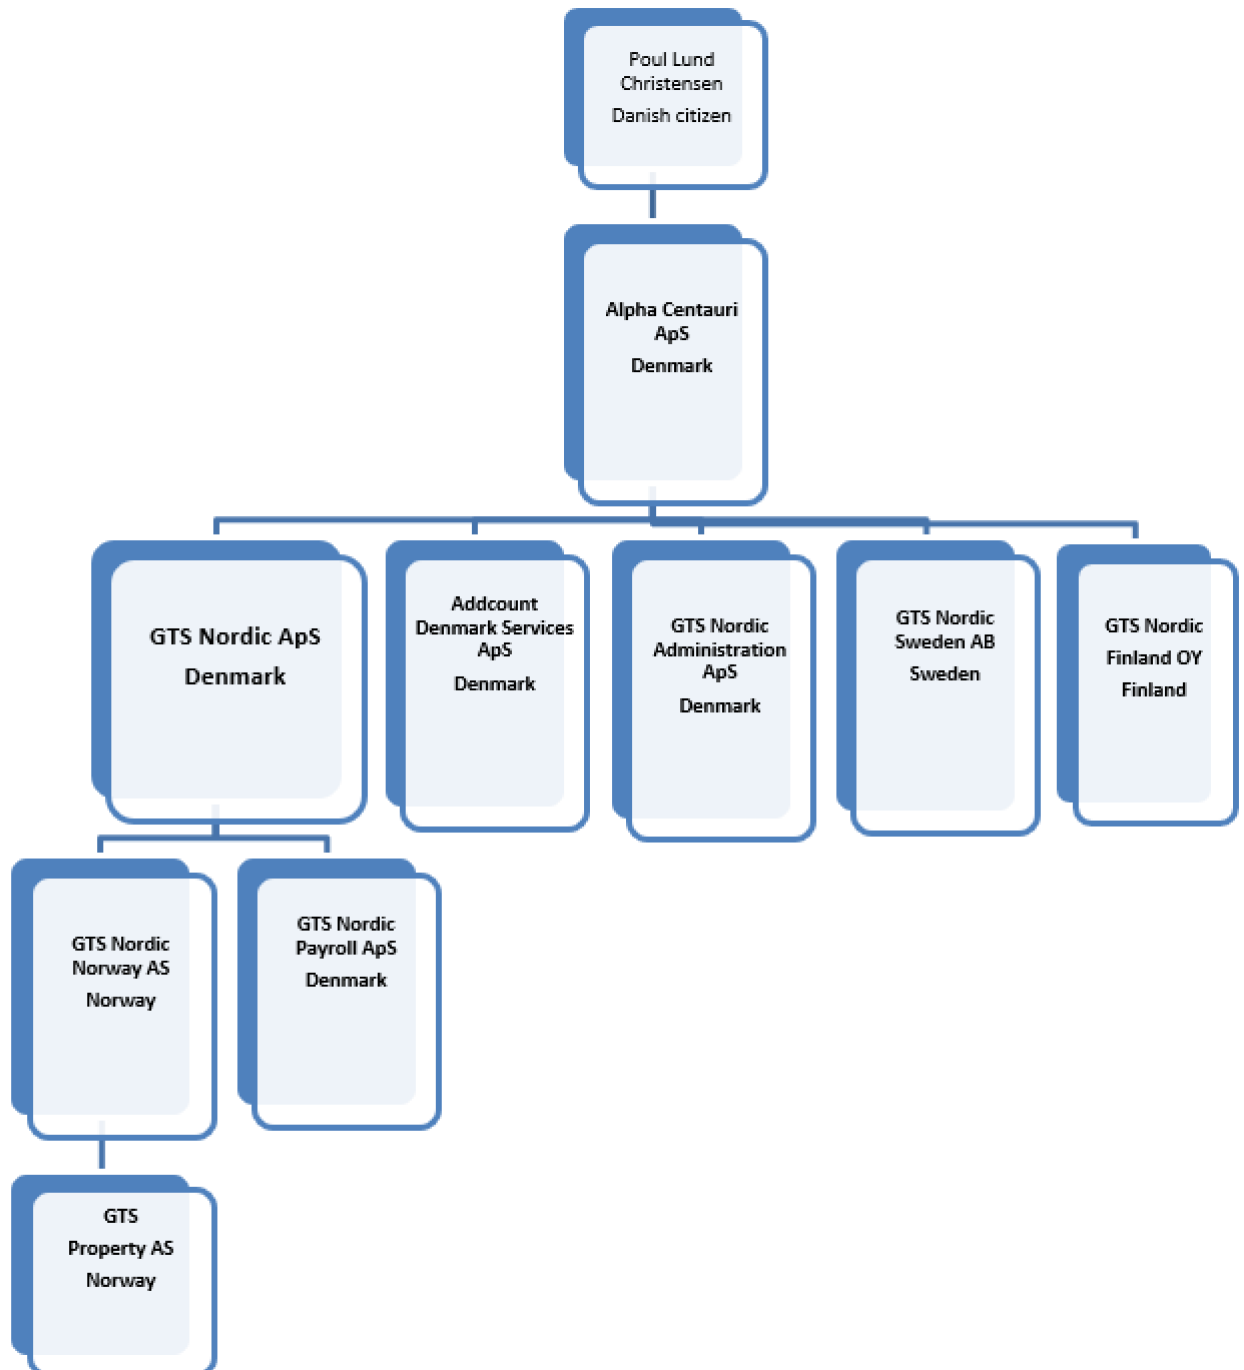 Poul Lund
Christensen
Danish citizen
Alpha Centauri
ApS
Denmark
GTS Nordic ApS
Denmark
Addcount
Denmark Services
ApS
Denmark
GTS Nordic
Administration
ApS
Denmark
GTS Nordic
Sweden AB
Sweden
GTS Nordic
Finland OY
Finland
GTS Nordic
Norway AS
Norway
GTS Nordic
Payroll ApS
Denmark
GTS
Property AS
Norway